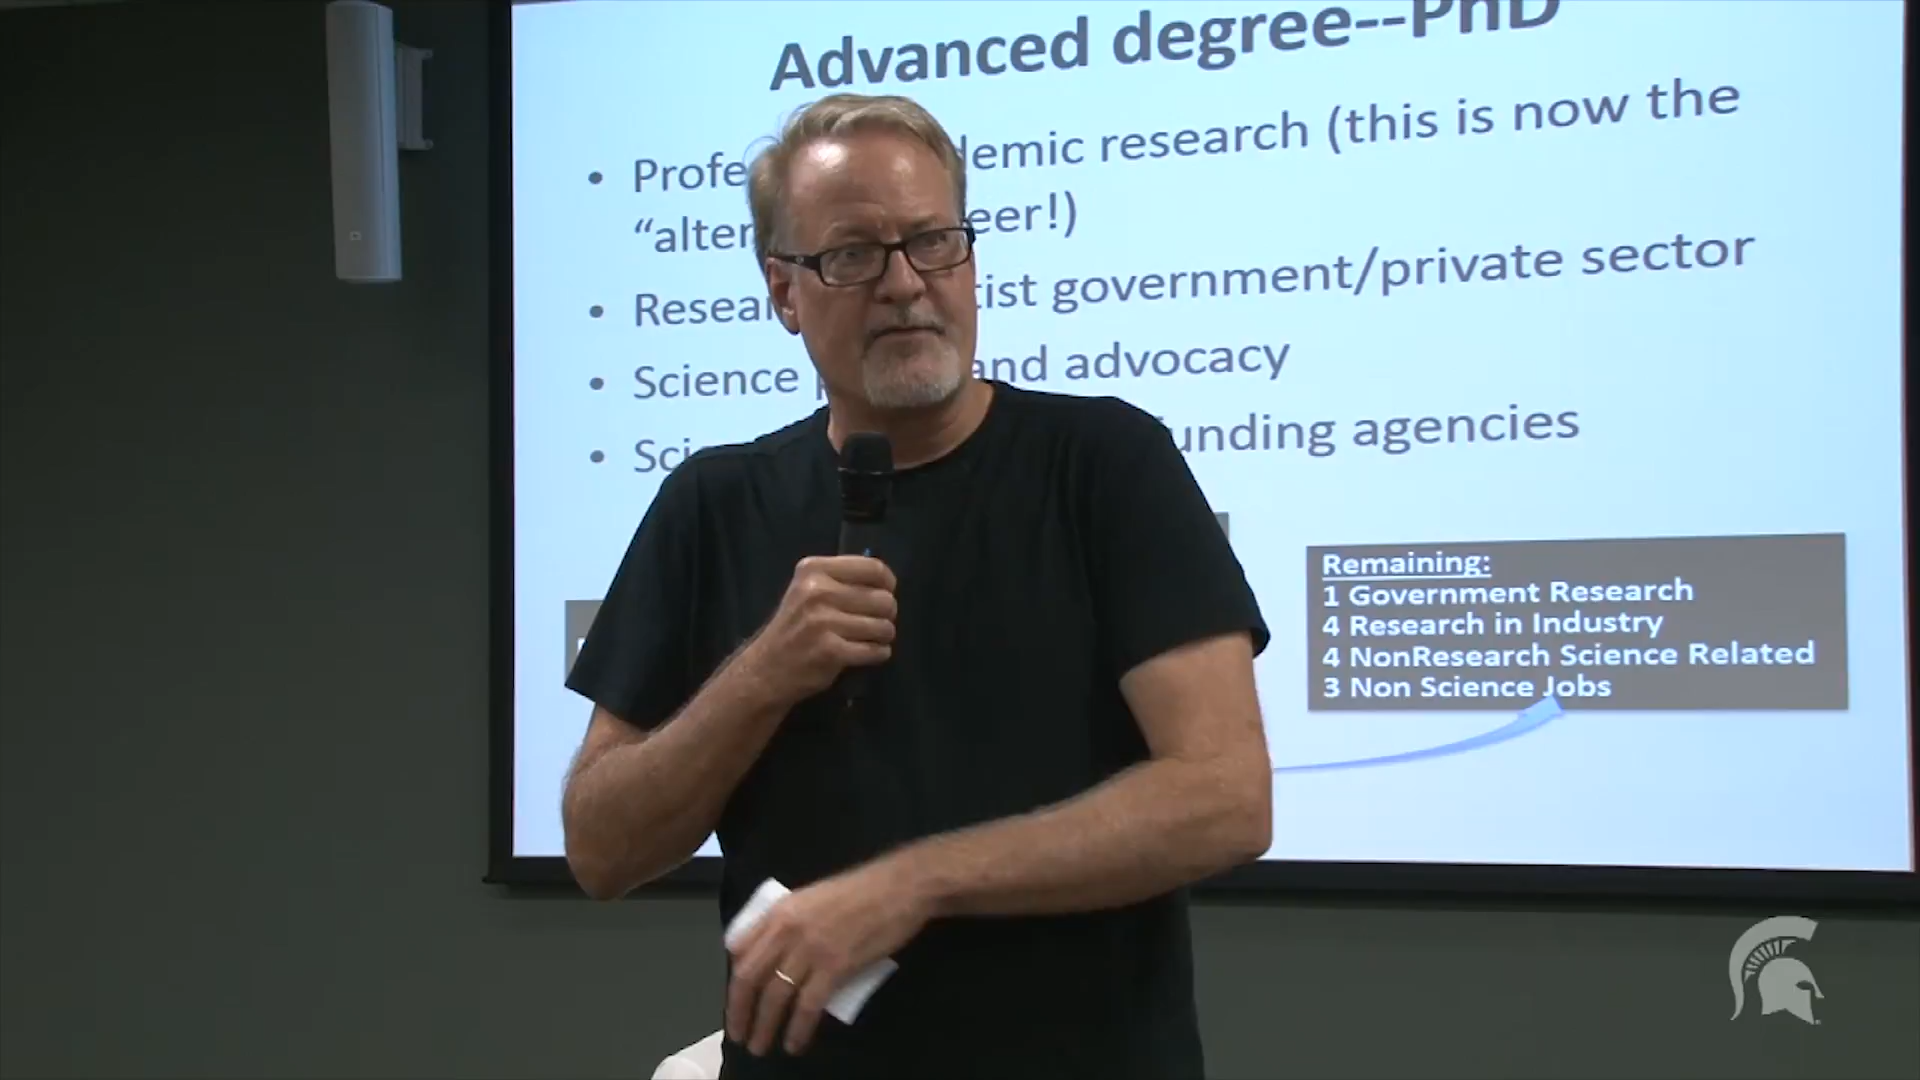 Advanced degree--PhD
• Profe demic research (this is now the
“alter eer!)
• Resear tist government/private sector
• Science and advocacy
• Sci unding agencies
Remaining:
1 Government Research
4 Research in Industry
4 NonResearch Science Related
3 Non Science Jobs